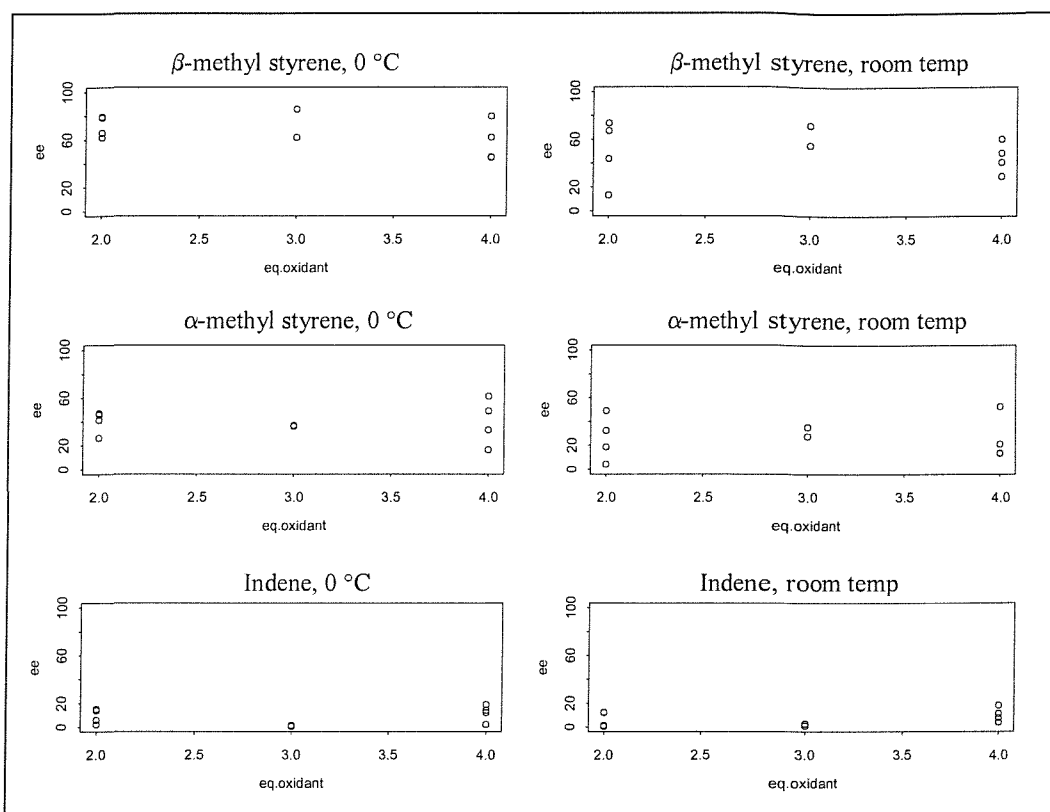 β-methyl styrene, 0 °C
100
60
20
0
ee
2.0 2.5 3.0 3.5 4.0
eq.oxidant
β-methyl styrene, room temp
100
60
20
0
ee
2.0 2.5 3.0 3.5 4.0
eq.oxidant
α-methyl styrene, 0 °C
100
60
20
0
ee
2.0 2.5 3.0 3.5 4.0
eq.oxidant
α-methyl styrene, room temp
100
60
20
0
ee
2.0 2.5 3.0 3.5 4.0
eq.oxidant
Indene, 0 °C
100
60
20
0
ee
2.0 2.5 3.0 3.5 4.0
eq.oxidant
Indene, room temp
100
60
20
0
ee
2.0 2.5 3.0 3.5 4.0
eq.oxidant